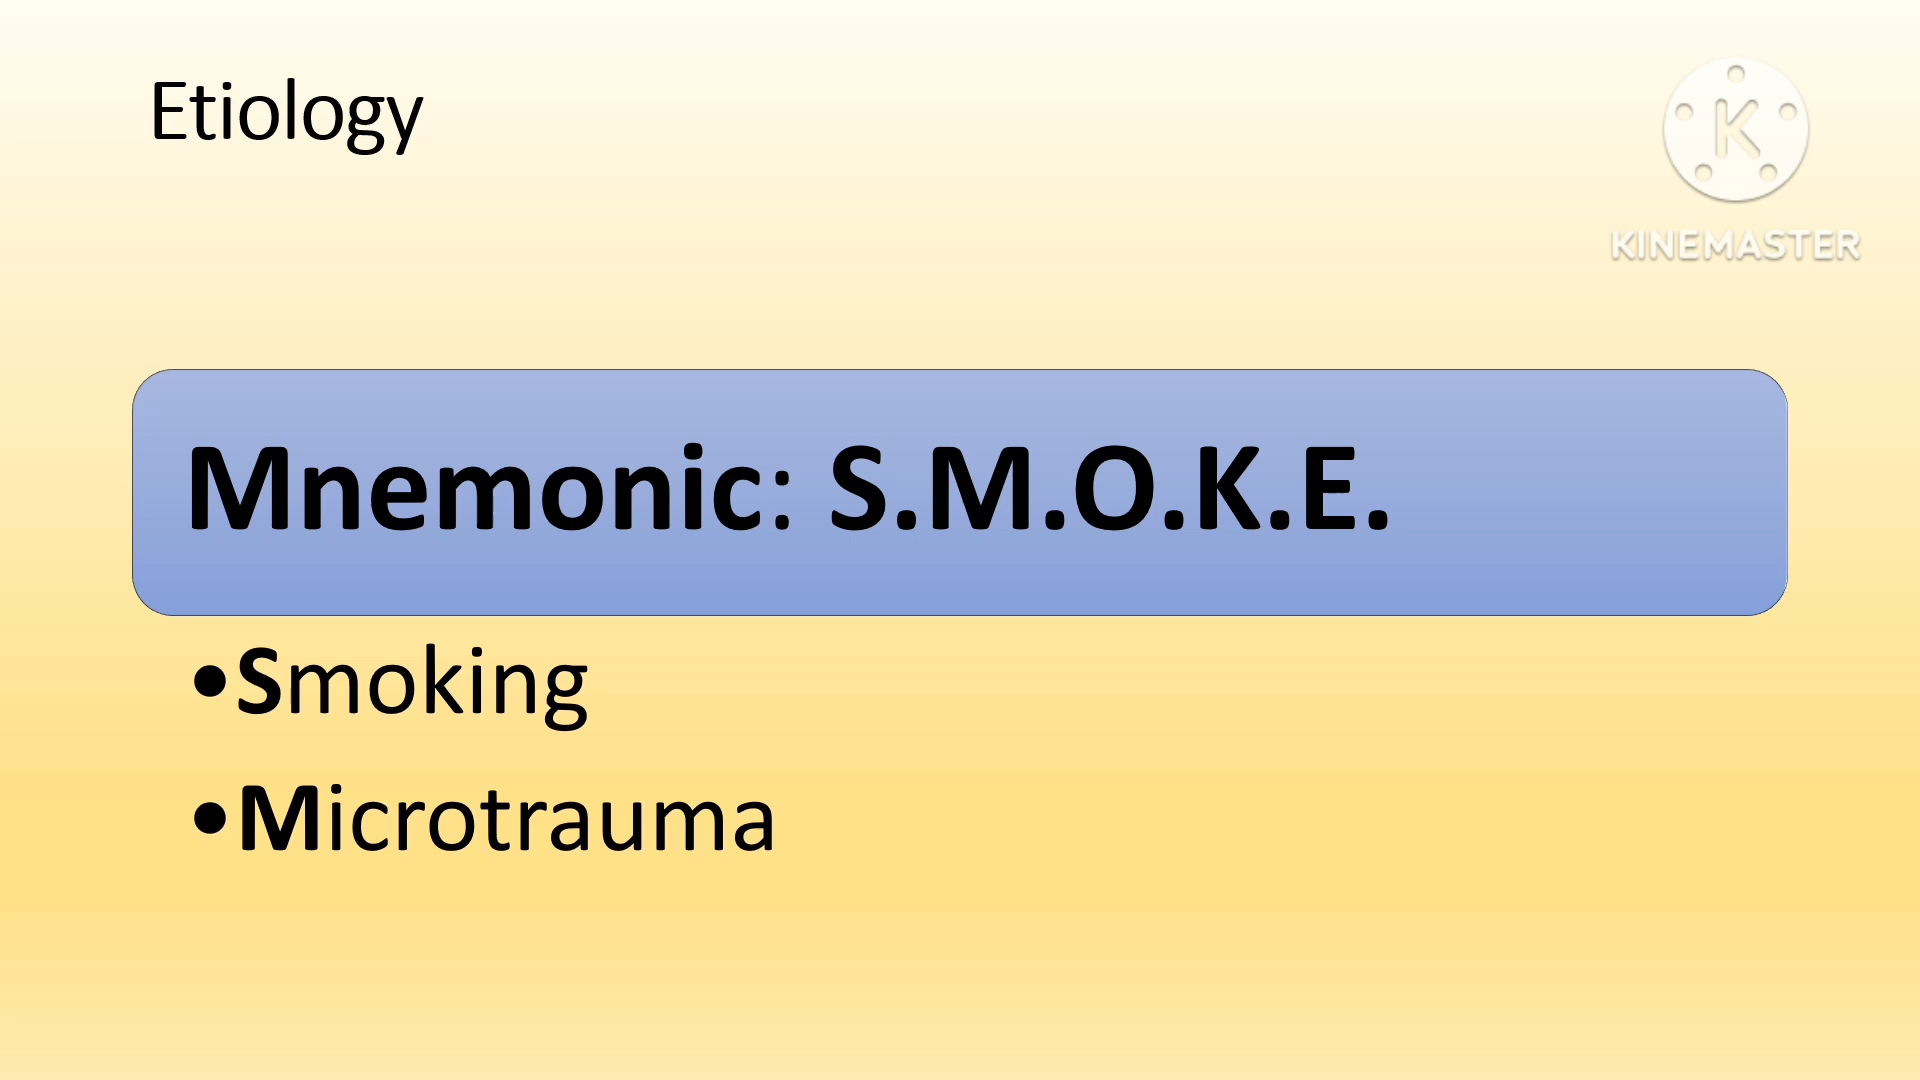 Etiology
K
KINEMASTER
Mnemonic: S.M.O.K.E.
•Smoking
•Microtrauma